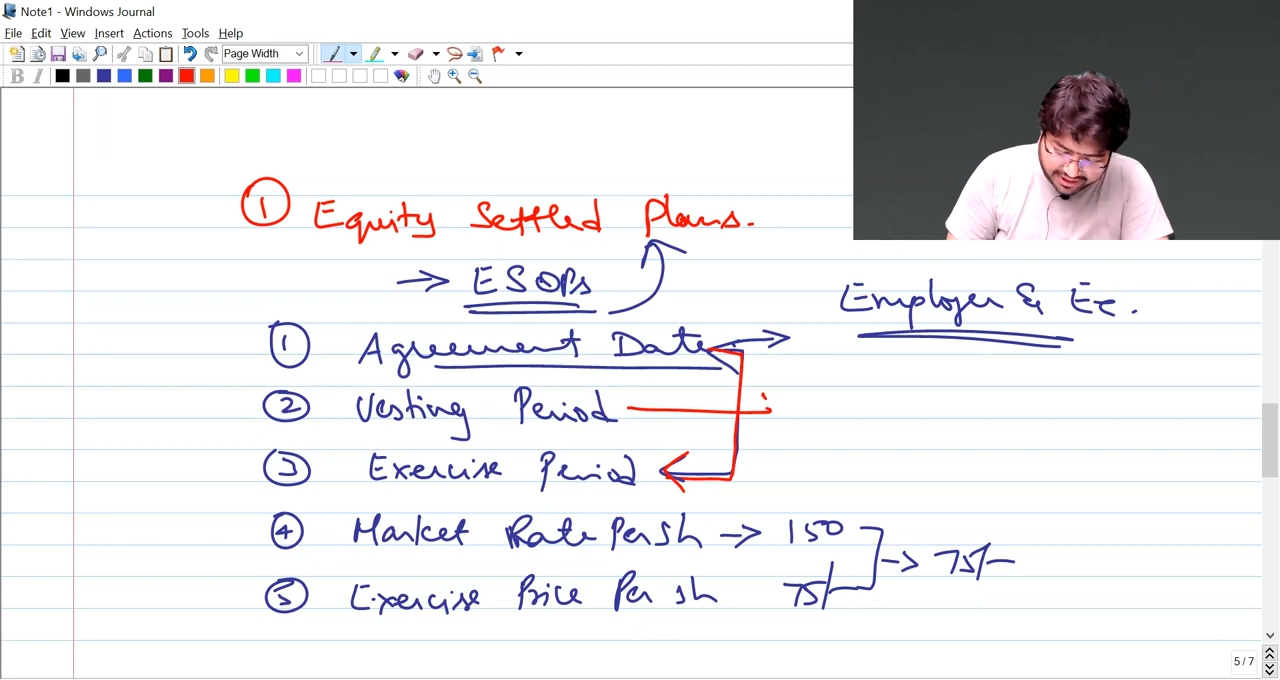 Note1 - Windows Journal
File Edit View Insert Actions Tools Help
Page Width
B I
① Equity Settled Plans.
→ ESOPs
Employer & Ee.
① Agreement Date
② Vesting Period
③ Exercise Period
④ Market Rate Per sh → 150
→ 75/-
⑤ Exercise Price Per sh 75/-
5 / 7